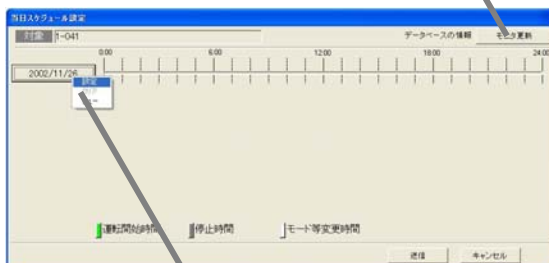 当日スケジュール設定
対象 1-041 データベースの情報 モニタ更新
0:00 6:00 12:00 18:00 24:00
2002/11/26
設定
運転開始時間 停止時間 モード等変更時間
送信 キャンセル